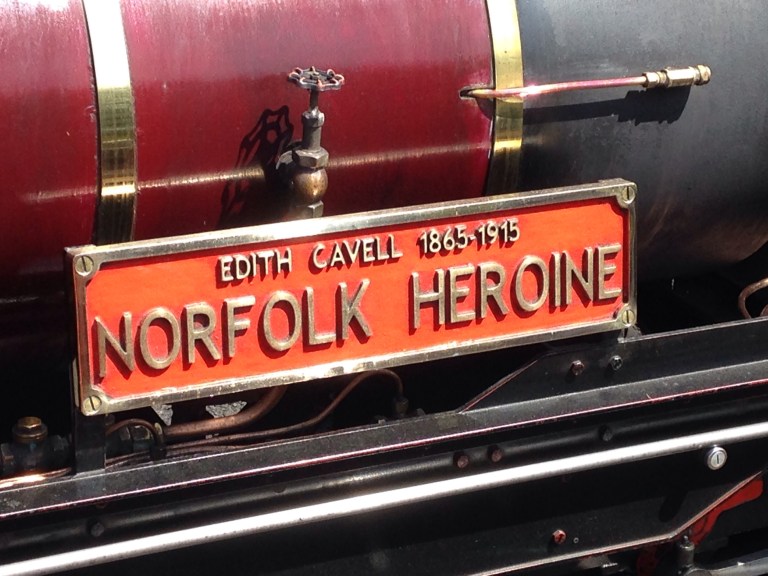 EDITH CAVELL 1865-1915
NORFOLK HEROINE